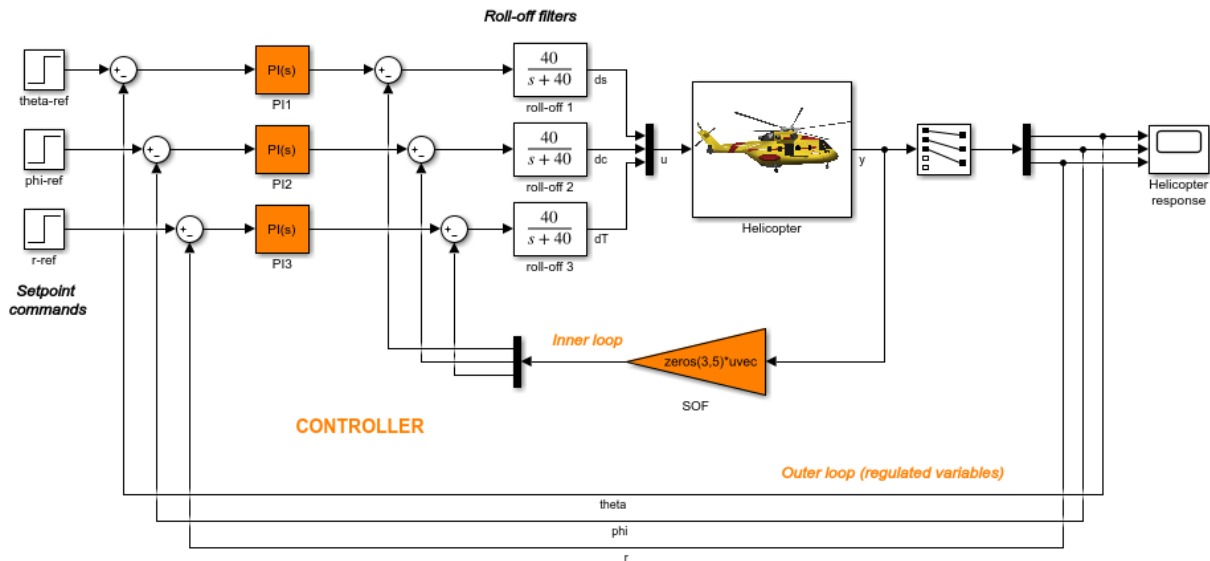 Roll-off filters
theta-ref
+
-
PI(s)
PI1
+
-
40
s + 40
roll-off 1
ds
phi-ref
+
-
PI(s)
PI2
+
-
40
s + 40
roll-off 2
dc
u
Helicopter
y
Helicopter
response
r-ref
+
-
PI(s)
PI3
+
-
40
s + 40
roll-off 3
dT
Setpoint
commands
Inner loop
zeros(3,5)*uvec
SOF
CONTROLLER
Outer loop (regulated variables)
theta
phi
r